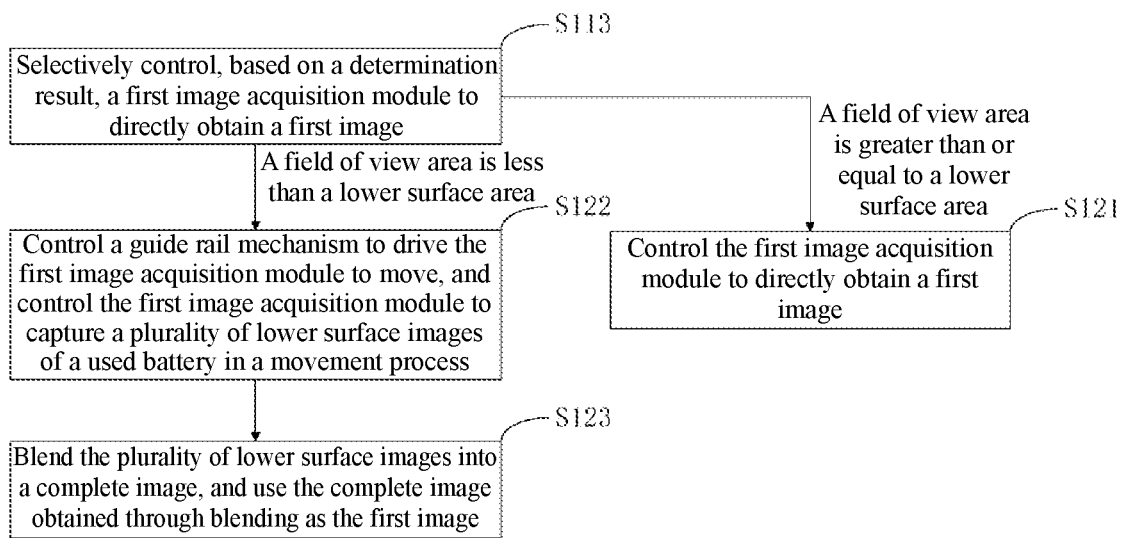 S113
Selectively control, based on a determination
result, a first image acquisition module to
directly obtain a first image
A field of view area is less
than a lower surface area
A field of view area
is greater than or
equal to a lower
surface area
S122
Control a guide rail mechanism to drive the
first image acquisition module to move, and
control the first image acquisition module to
capture a plurality of lower surface images
of a used battery in a movement process
S121
Control the first image acquisition
module to directly obtain a first
image
S123
Blend the plurality of lower surface images into
a complete image, and use the complete image
obtained through blending as the first image